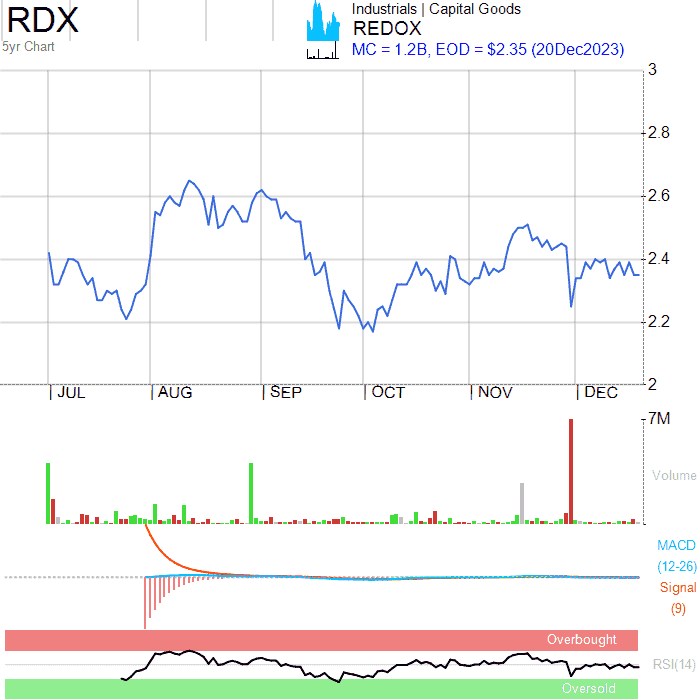 RDX
5yr Chart
Industrials | Capital Goods
REDOX
MC = 1.2B, EOD = $2.35 (20Dec2023)
3
2.8
2.6
2.4
2.2
2
| JUL | AUG | SEP | OCT | NOV | DEC
7M
Volume
MACD
(12-26)
Signal
(9)
Overbought
RSI(14)
Oversold